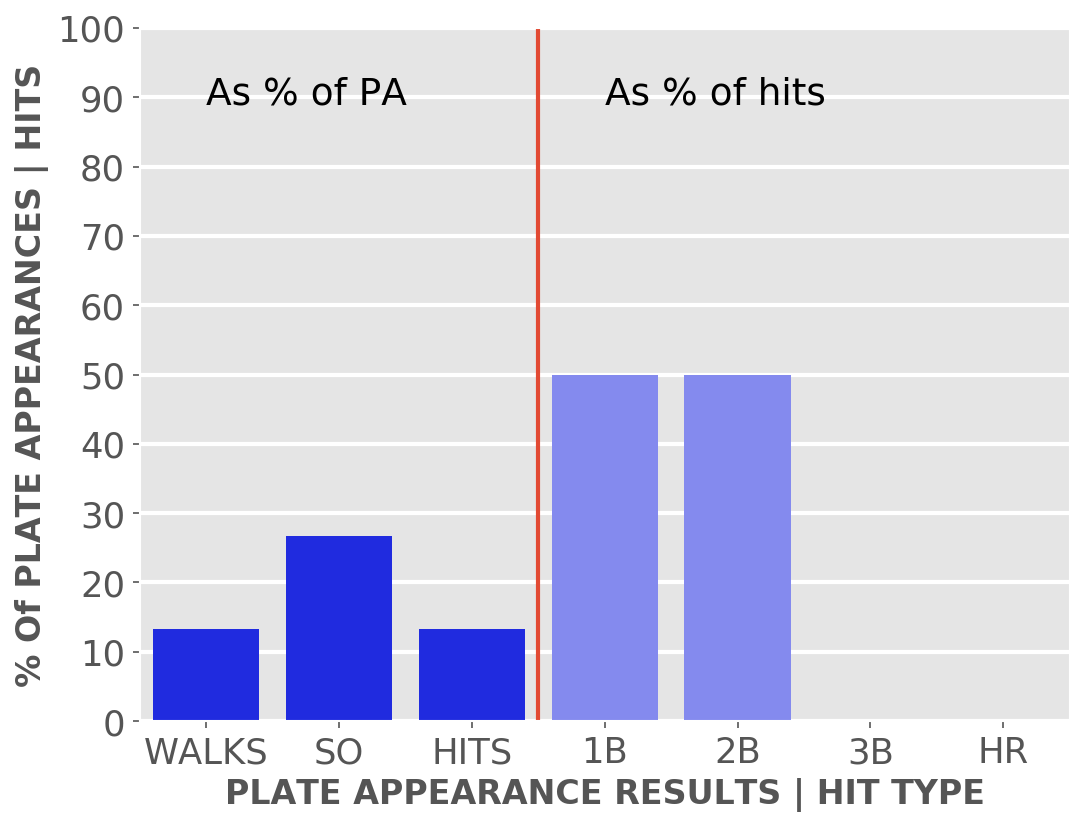 % Of PLATE APPEARANCES | HITS
100
90
80
70
60
50
40
30
20
10
0
As % of PA
As % of hits
WALKS SO HITS 1B 2B 3B HR
PLATE APPEARANCE RESULTS | HIT TYPE